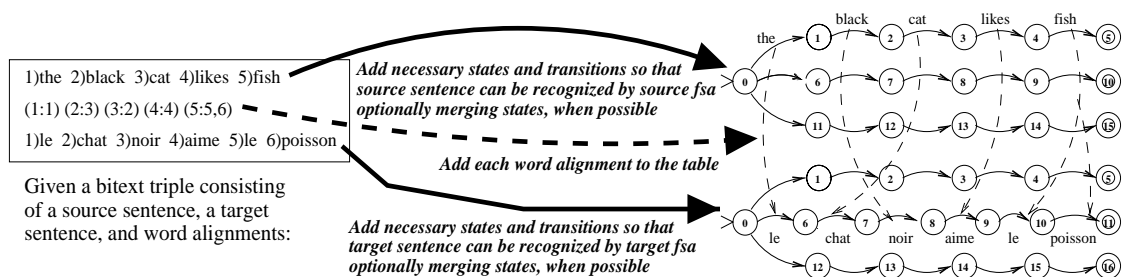 1)the 2)black 3)cat 4)likes 5)fish
(1:1) (2:3) (3:2) (4:4) (5:5,6)
1)le 2)chat 3)noir 4)aime 5)le 6)poisson
Given a bitext triple consisting
of a source sentence, a target
sentence, and word alignments:
Add necessary states and transitions so that
source sentence can be recognized by source fsa
optionally merging states, when possible
Add each word alignment to the table
Add necessary states and transitions so that
target sentence can be recognized by target fsa
optionally merging states, when possible
the black cat likes fish
1 2 3 4 5
0 6 7 8 9 10
11 12 13 14 15
1 2 3 4 5
0 6 7 8 9 10 11
le chat noir aime le poisson
12 13 14 15 16